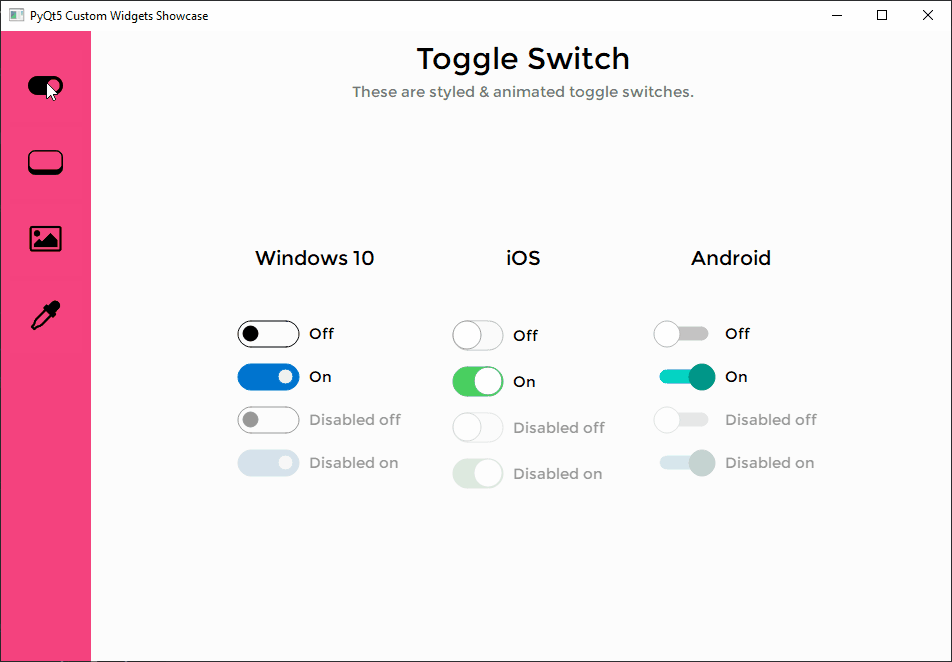 PyQt5 Custom Widgets Showcase
Toggle Switch
These are styled & animated toggle switches.
Windows 10
Off
On
Disabled off
Disabled on
iOS
Off
On
Disabled off
Disabled on
Android
Off
On
Disabled off
Disabled on